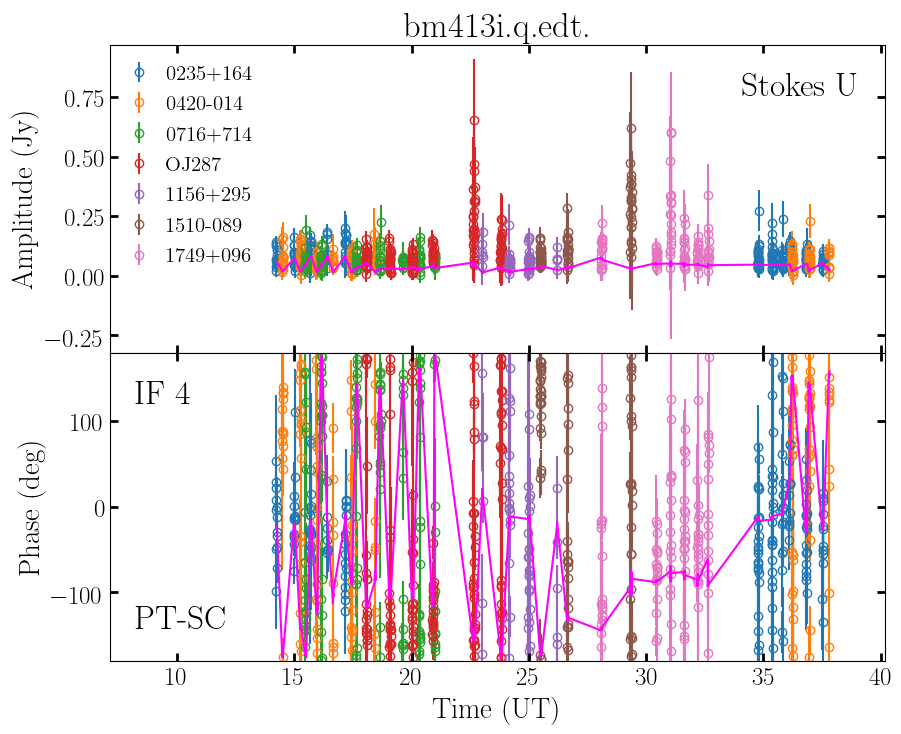 bm413i.q.edt.
Amplitude (Jy)
0.75
0.50
0.25
0.00
−0.25
0235+164
0420-014
0716+714
OJ287
1156+295
1510-089
1749+096
Stokes U
Phase (deg)
100
0
−100
IF 4
PT-SC
10 15 20 25 30 35 40
Time (UT)